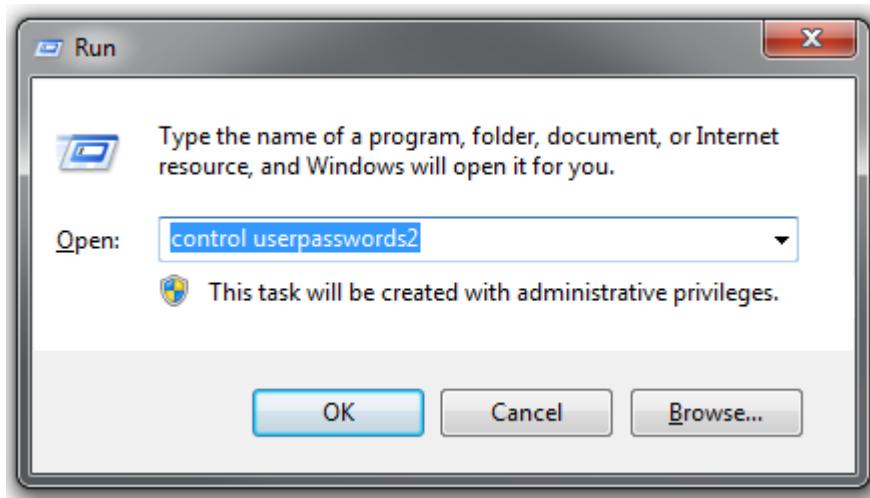 Run
Type the name of a program, folder, document, or Internet
resource, and Windows will open it for you.
Open: control userpasswords2
This task will be created with administrative privileges.
OK Cancel Browse...